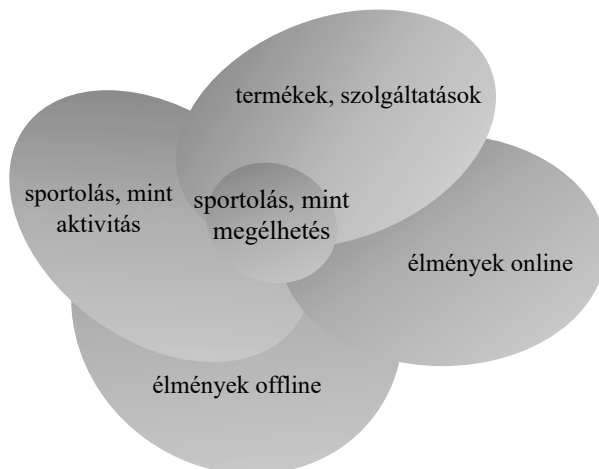 termékek, szolgáltatások
sportolás, mint
aktivitás
sportolás, mint
megélhetés
élmények online
élmények offline